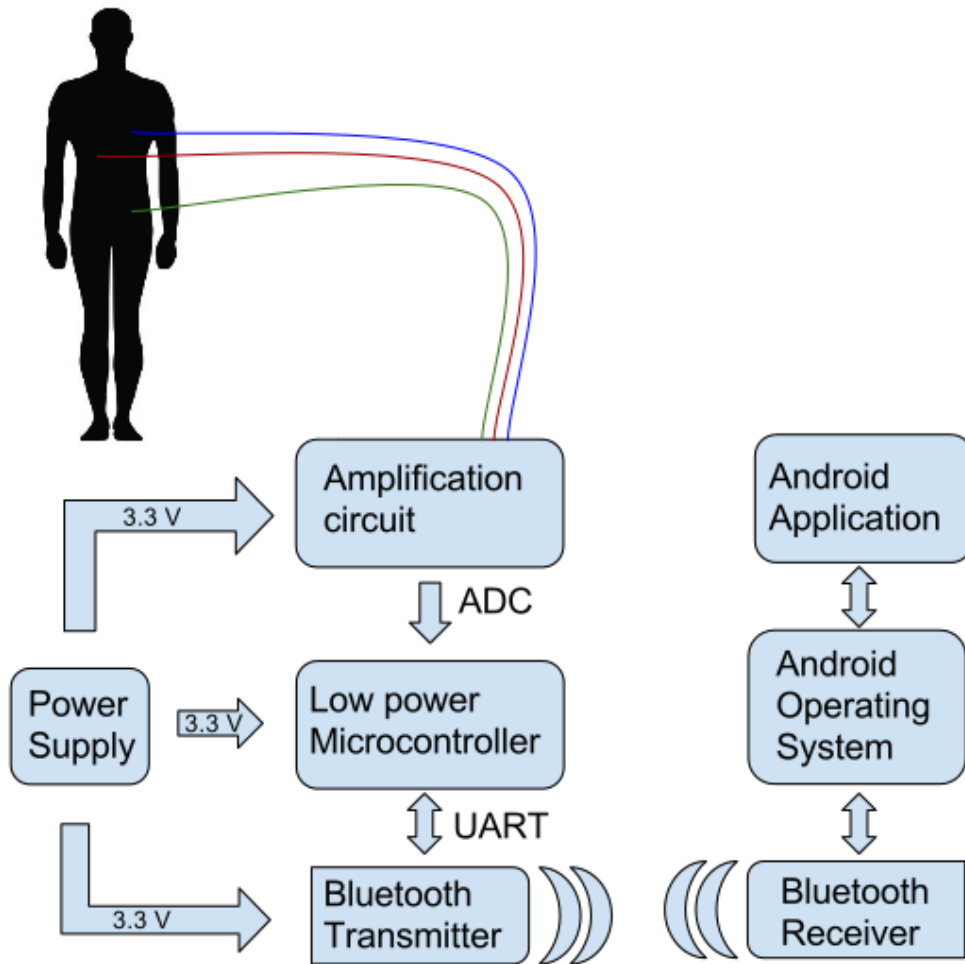 Amplification
circuit
3.3 V
ADC
Power
Supply
3.3 V
Low power
Microcontroller
UART
3.3 V
Bluetooth
Transmitter
Android
Application
Android
Operating
System
Bluetooth
Receiver